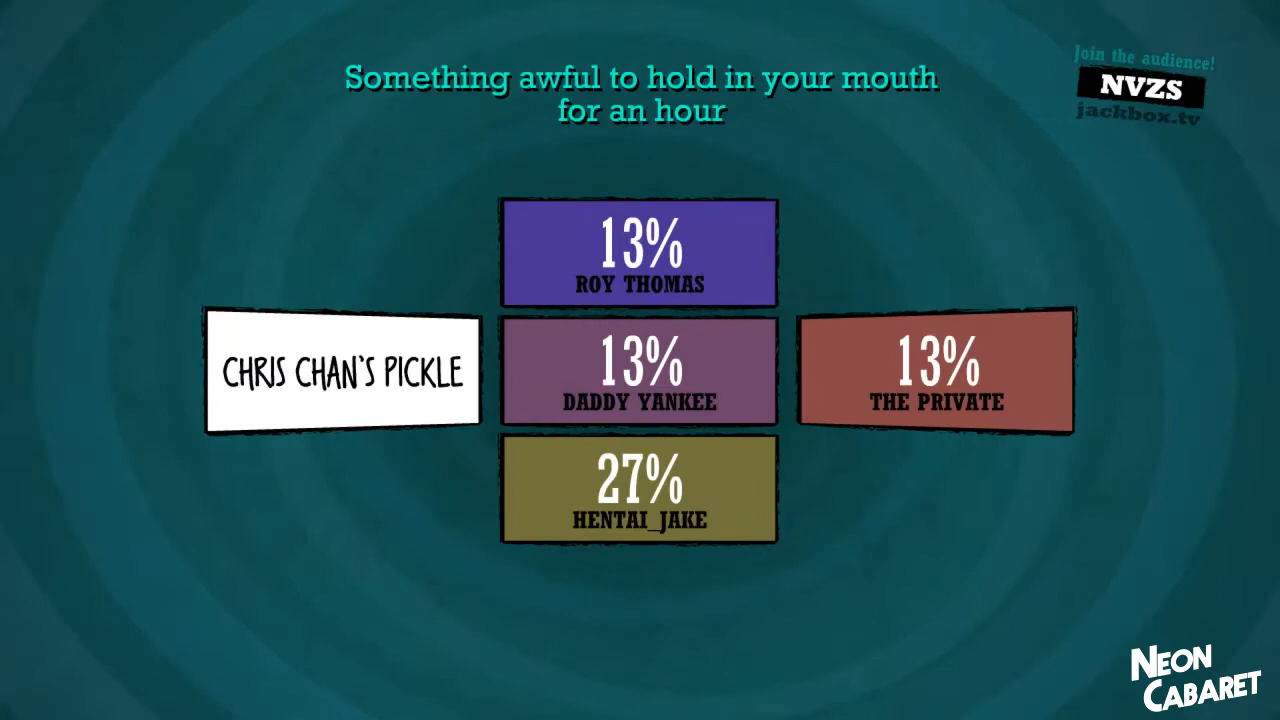 Something awful to hold in your mouth
for an hour
Join the audience!
NVZS
jackbox.tv
13%
ROY THOMAS
CHRIS CHAN'S PICKLE
13%
DADDY YANKEE
13%
THE PRIVATE
27%
HENTAI_JAKE
NEON
CABARET